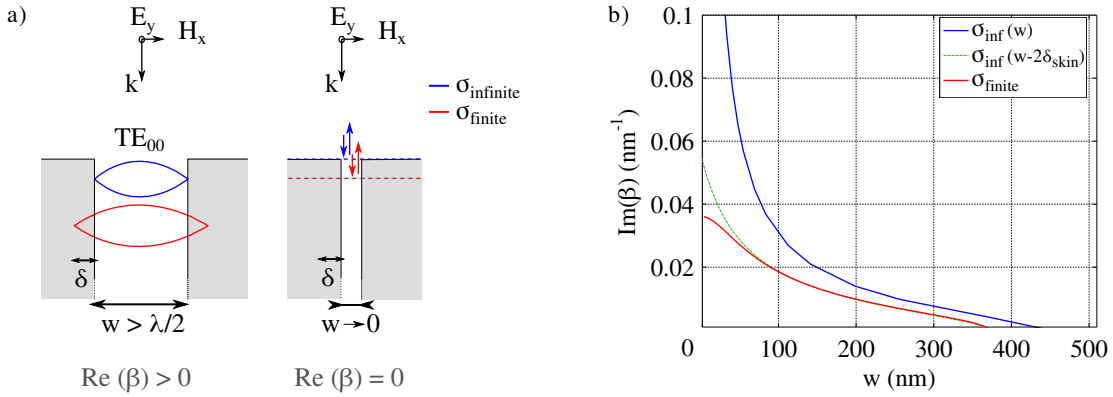 a)
E_y
H_x
k
E_y
H_x
k
σ_infinite
σ_finite
TE_00
δ
w > λ/2
δ
w→0
Re (β) > 0
Re (β) = 0
b)
0.1
0.08
0.06
0.04
0.02
Im(β) (nm⁻¹)
σ_inf (w)
σ_inf (w-2δ_skin)
σ_finite
0
100
200
300
400
500
w (nm)